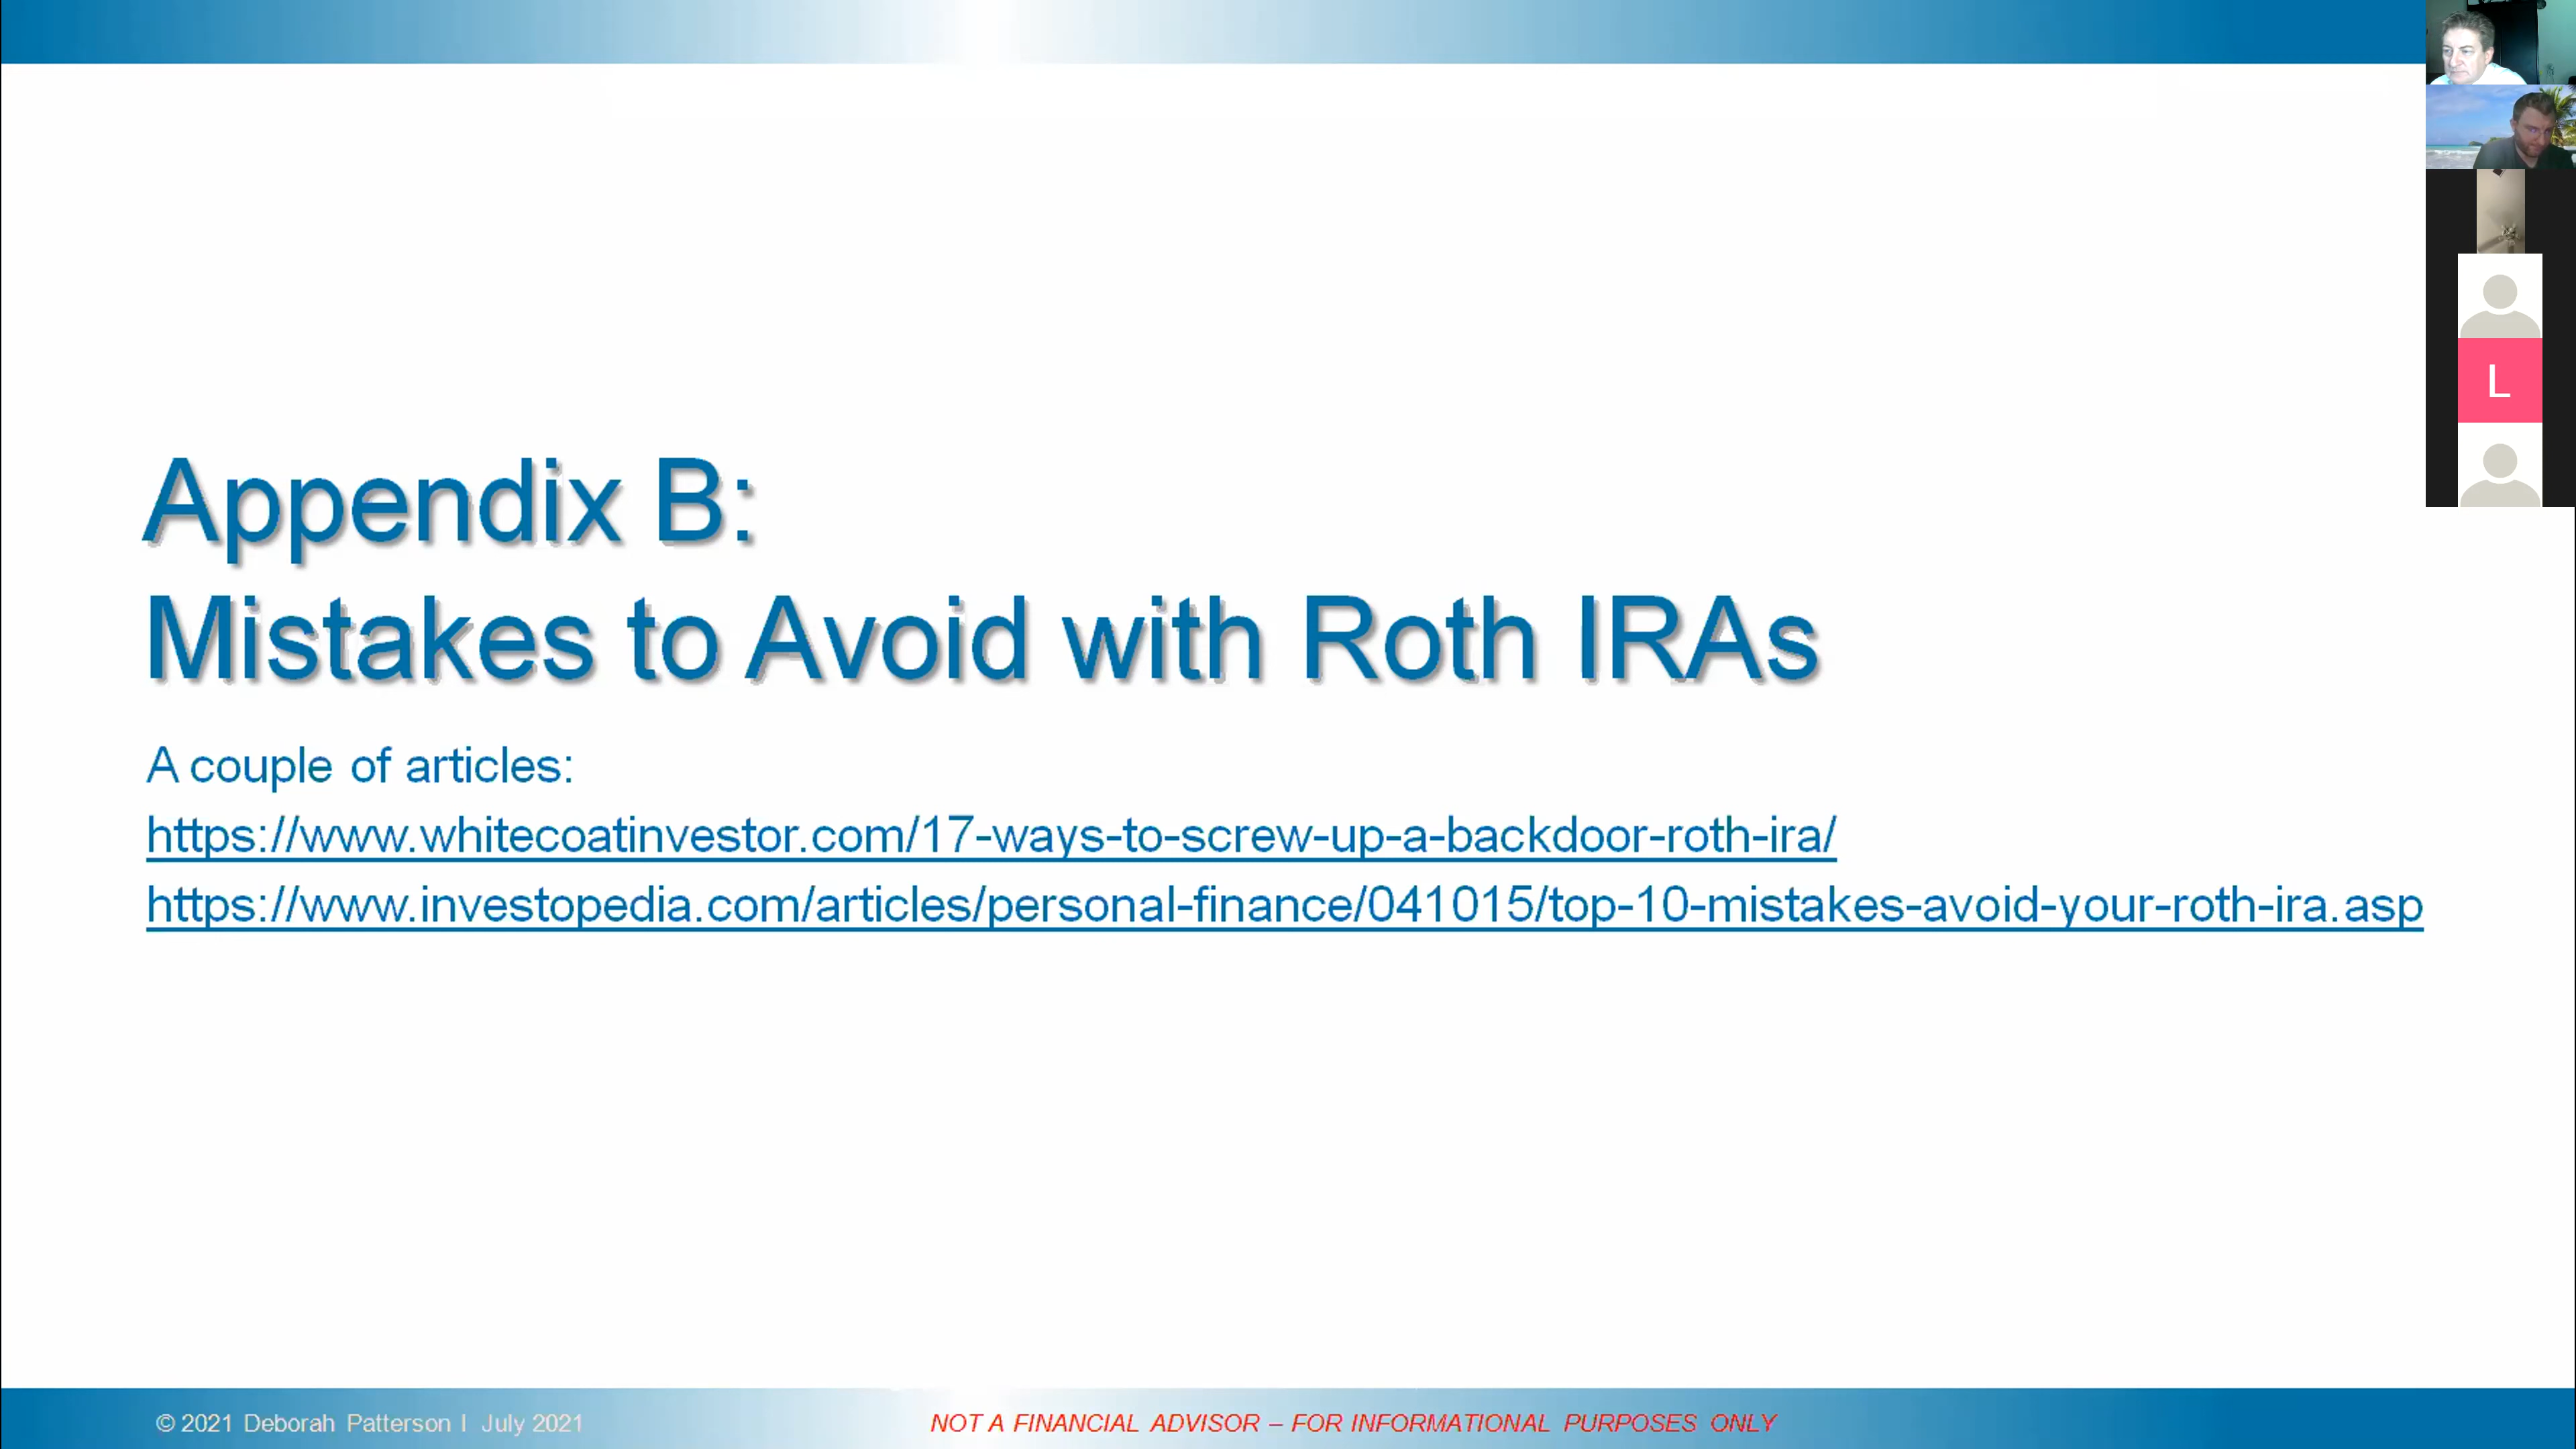 Appendix B:
Mistakes to Avoid with Roth IRAs
A couple of articles:
https://www.whitecoatinvestor.com/17-ways-to-screw-up-a-backdoor-roth-ira/
https://www.investopedia.com/articles/personal-finance/041015/top-10-mistakes-avoid-your-roth-ira.asp
L
© 2021 Deborah Patterson I July 2021
NOT A FINANCIAL ADVISOR – FOR INFORMATIONAL PURPOSES ONLY